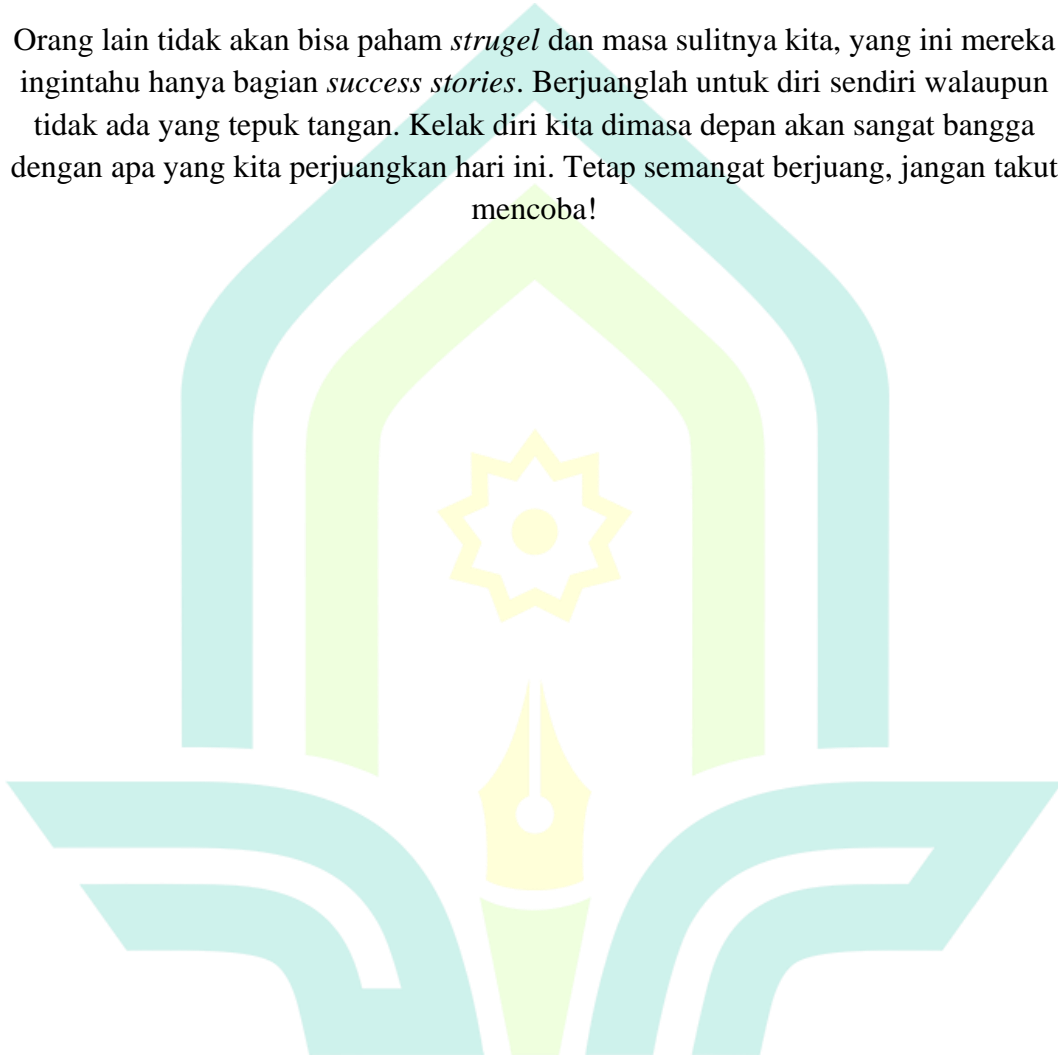 Orang lain tidak akan bisa paham strugel dan masa sulitnya kita, yang ini mereka
ingintahu hanya bagian success stories. Berjuanglah untuk diri sendiri walaupun
tidak ada yang tepuk tangan. Kelak diri kita dimasa depan akan sangat bangga
dengan apa yang kita perjuangkan hari ini. Tetap semangat berjuang, jangan takut
mencoba!